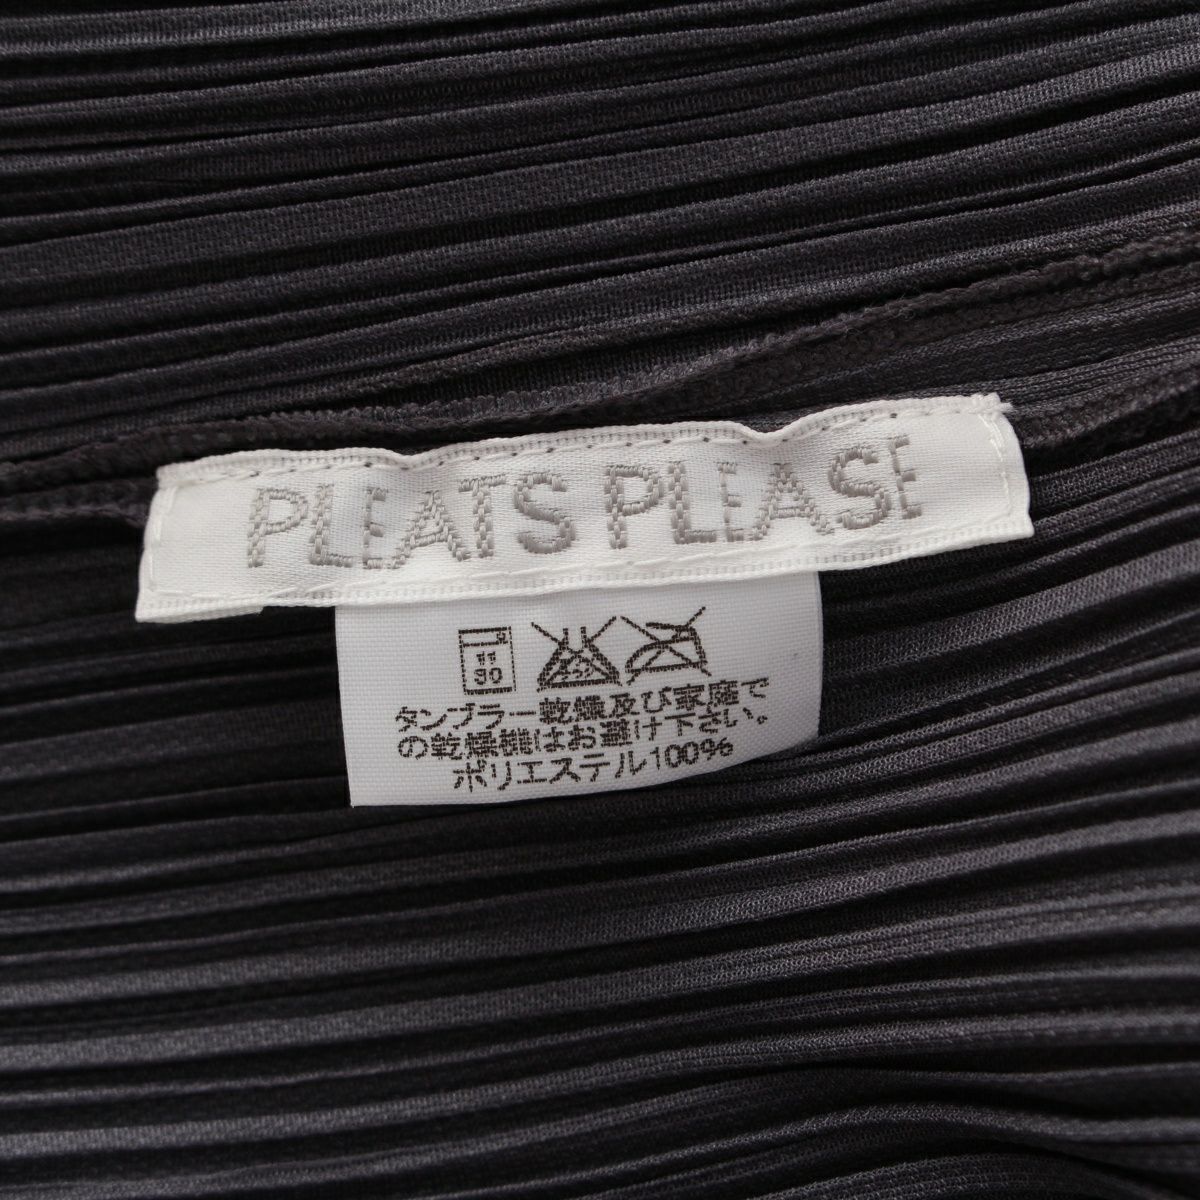 PLEATS PLEASE
タンブラー乾燥及び家庭で
の乾燥機はお避け下さい。
ポリエステル100%